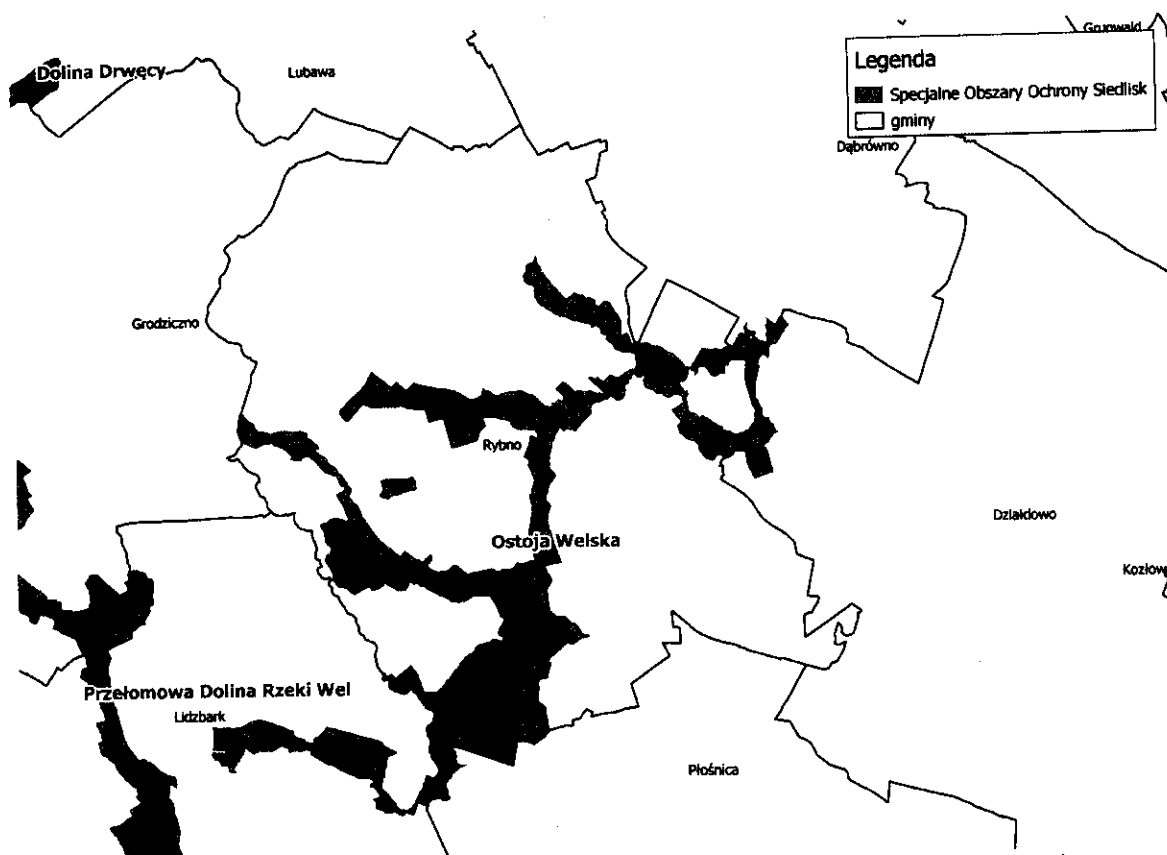 Grunwald
Legenda
Specjalne Obszary Ochrony Siedlisk
gminy
Dolina Drwęcy
Lubawa
Dąbrówno
Grodziczno
Rybno
Działdowo
Ostoja Welska
Kozłow
Przełomowa Dolina Rzeki Wel
Lidzbark
Płośnica